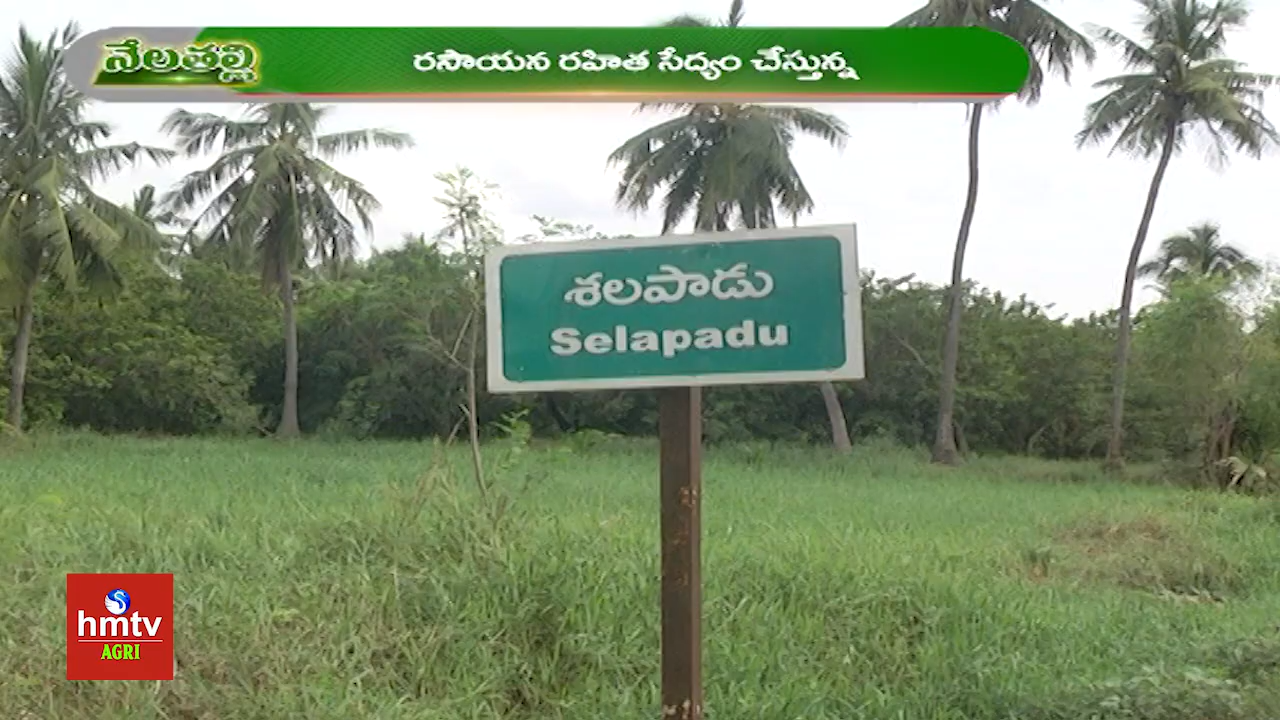 నేలతల్లి
రసాయన రహిత సేద్యం చేస్తున్న
శలపాడు
Selapadu
hmtv
AGRI